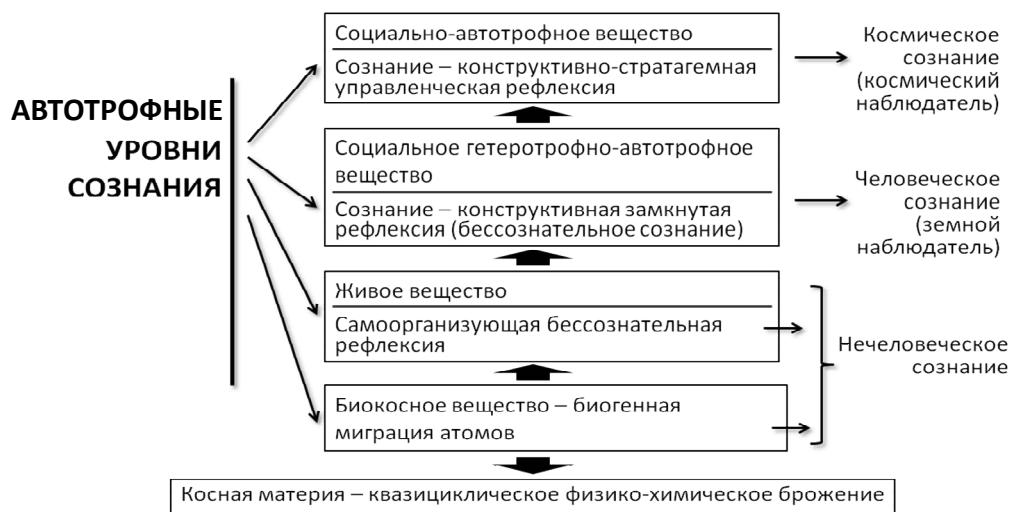 АВТОТРОФНЫЕ
УРОВНИ
СОЗНАНИЯ
Социально-автотрофное вещество
Сознание – конструктивно-стратагемная
управленческая рефлексия
Космическое
сознание
(космический
наблюдатель)
Социальное гетеротрофно-автотрофное
вещество
Сознание – конструктивная замкнутая
рефлексия (бессознательное сознание)
Человеческое
сознание
(земной
наблюдатель)
Живое вещество
Самоорганизующая бессознательная
рефлексия
Биокосное вещество – биогенная
миграция атомов
Нечеловеческое
сознание
Косная материя – квазициклическое физико-химическое брожение